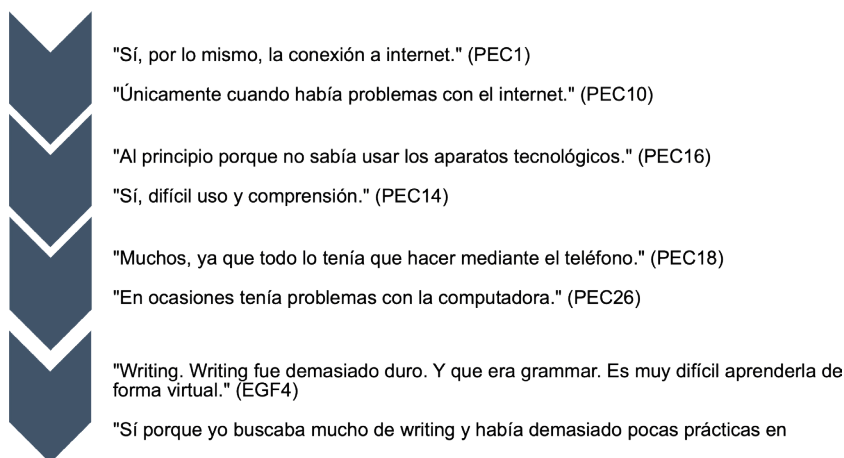 "Sí, por lo mismo, la conexión a internet." (PEC1)
"Únicamente cuando había problemas con el internet." (PEC10)
"Al principio porque no sabía usar los aparatos tecnológicos." (PEC16)
"Sí, difícil uso y comprensión." (PEC14)
"Muchos, ya que todo lo tenía que hacer mediante el teléfono." (PEC18)
"En ocasiones tenía problemas con la computadora." (PEC26)
"Writing. Writing fue demasiado duro. Y que era grammar. Es muy difícil aprenderla de
forma virtual." (EGF4)
"Sí porque yo buscaba mucho de writing y había demasiado pocas prácticas en